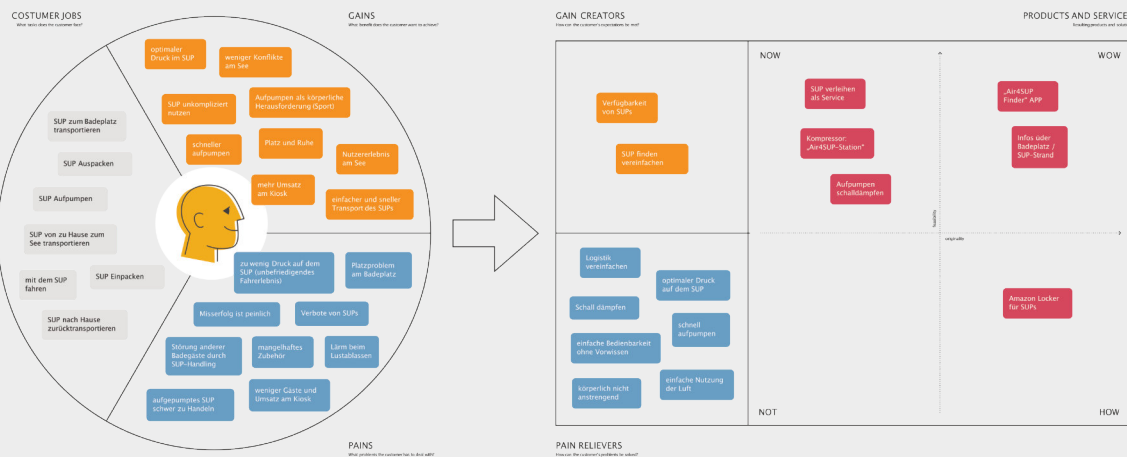 COSTUMER JOBS
What tasks does the customer face?
GAINS
What benefit does the customer want to achieve?
optimaler
Druck im SUP
weniger Konflikte
am See
SUP unkompliziert
nutzen
Aufpumpen als körperliche
Herausforderung (Sport)
schneller
aufpumpen
Platz und Ruhe
Nutzererlebnis
am See
mehr Umsatz
am Kiosk
einfacher und sneller
Transport des SUPs
SUP zum Badeplatz
transportieren
SUP Auspacken
SUP Aufpumpen
SUP von zu Hause zum
See transportieren
mit dem SUP
fahren
SUP Einpacken
SUP nach Hause
zurücktransportieren
zu wenig Druck auf dem
SUP (unbefriedigendes
Fahrerlebnis)
Platzproblem
am Badeplatz
Misserfolg ist peinlich
Verbote von SUPs
Störung anderer
Badegäste durch
SUP-Handling
mangelhaftes
Zubehör
Lärm beim
Lustablassen
aufgepumptes SUP
schwer zu Handeln
weniger Gäste und
Umsatz am Kiosk
PAINS
What problems the customer has to deal with?
GAIN CREATORS
How can the customer's expectations be met?
Verfügbarkeit
von SUPs
SUP finden
vereinfachen
Logistik
vereinfachen
optimaler Druck
auf dem SUP
Schall dämpfen
schnell
aufpumpen
einfache Bedienbarkeit
ohne Vorwissen
körperlich nicht
anstrengend
einfache Nutzung
der Luft
PAIN RELIEVERS
How can the customer's problems be solved?
PRODUCTS AND SERVICE
Resulting products and
NOW
WOW
SUP verleihen
als Service
„Air4SUP
Finder" APP
Kompressor:
„Air4SUP-Station"
Infos üder
Badeplatz /
SUP-Strand
Aufpumpen
schalldämpfen
feasibility
originality
Amazon Locker
für SUPs
NOT
HOW